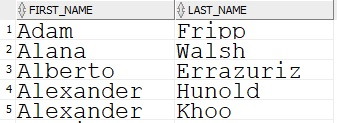 FIRST_NAME LAST_NAME
1 Adam Fripp
2 Alana Walsh
3 Alberto Errazuriz
4 Alexander Hunold
5 Alexander Khoo